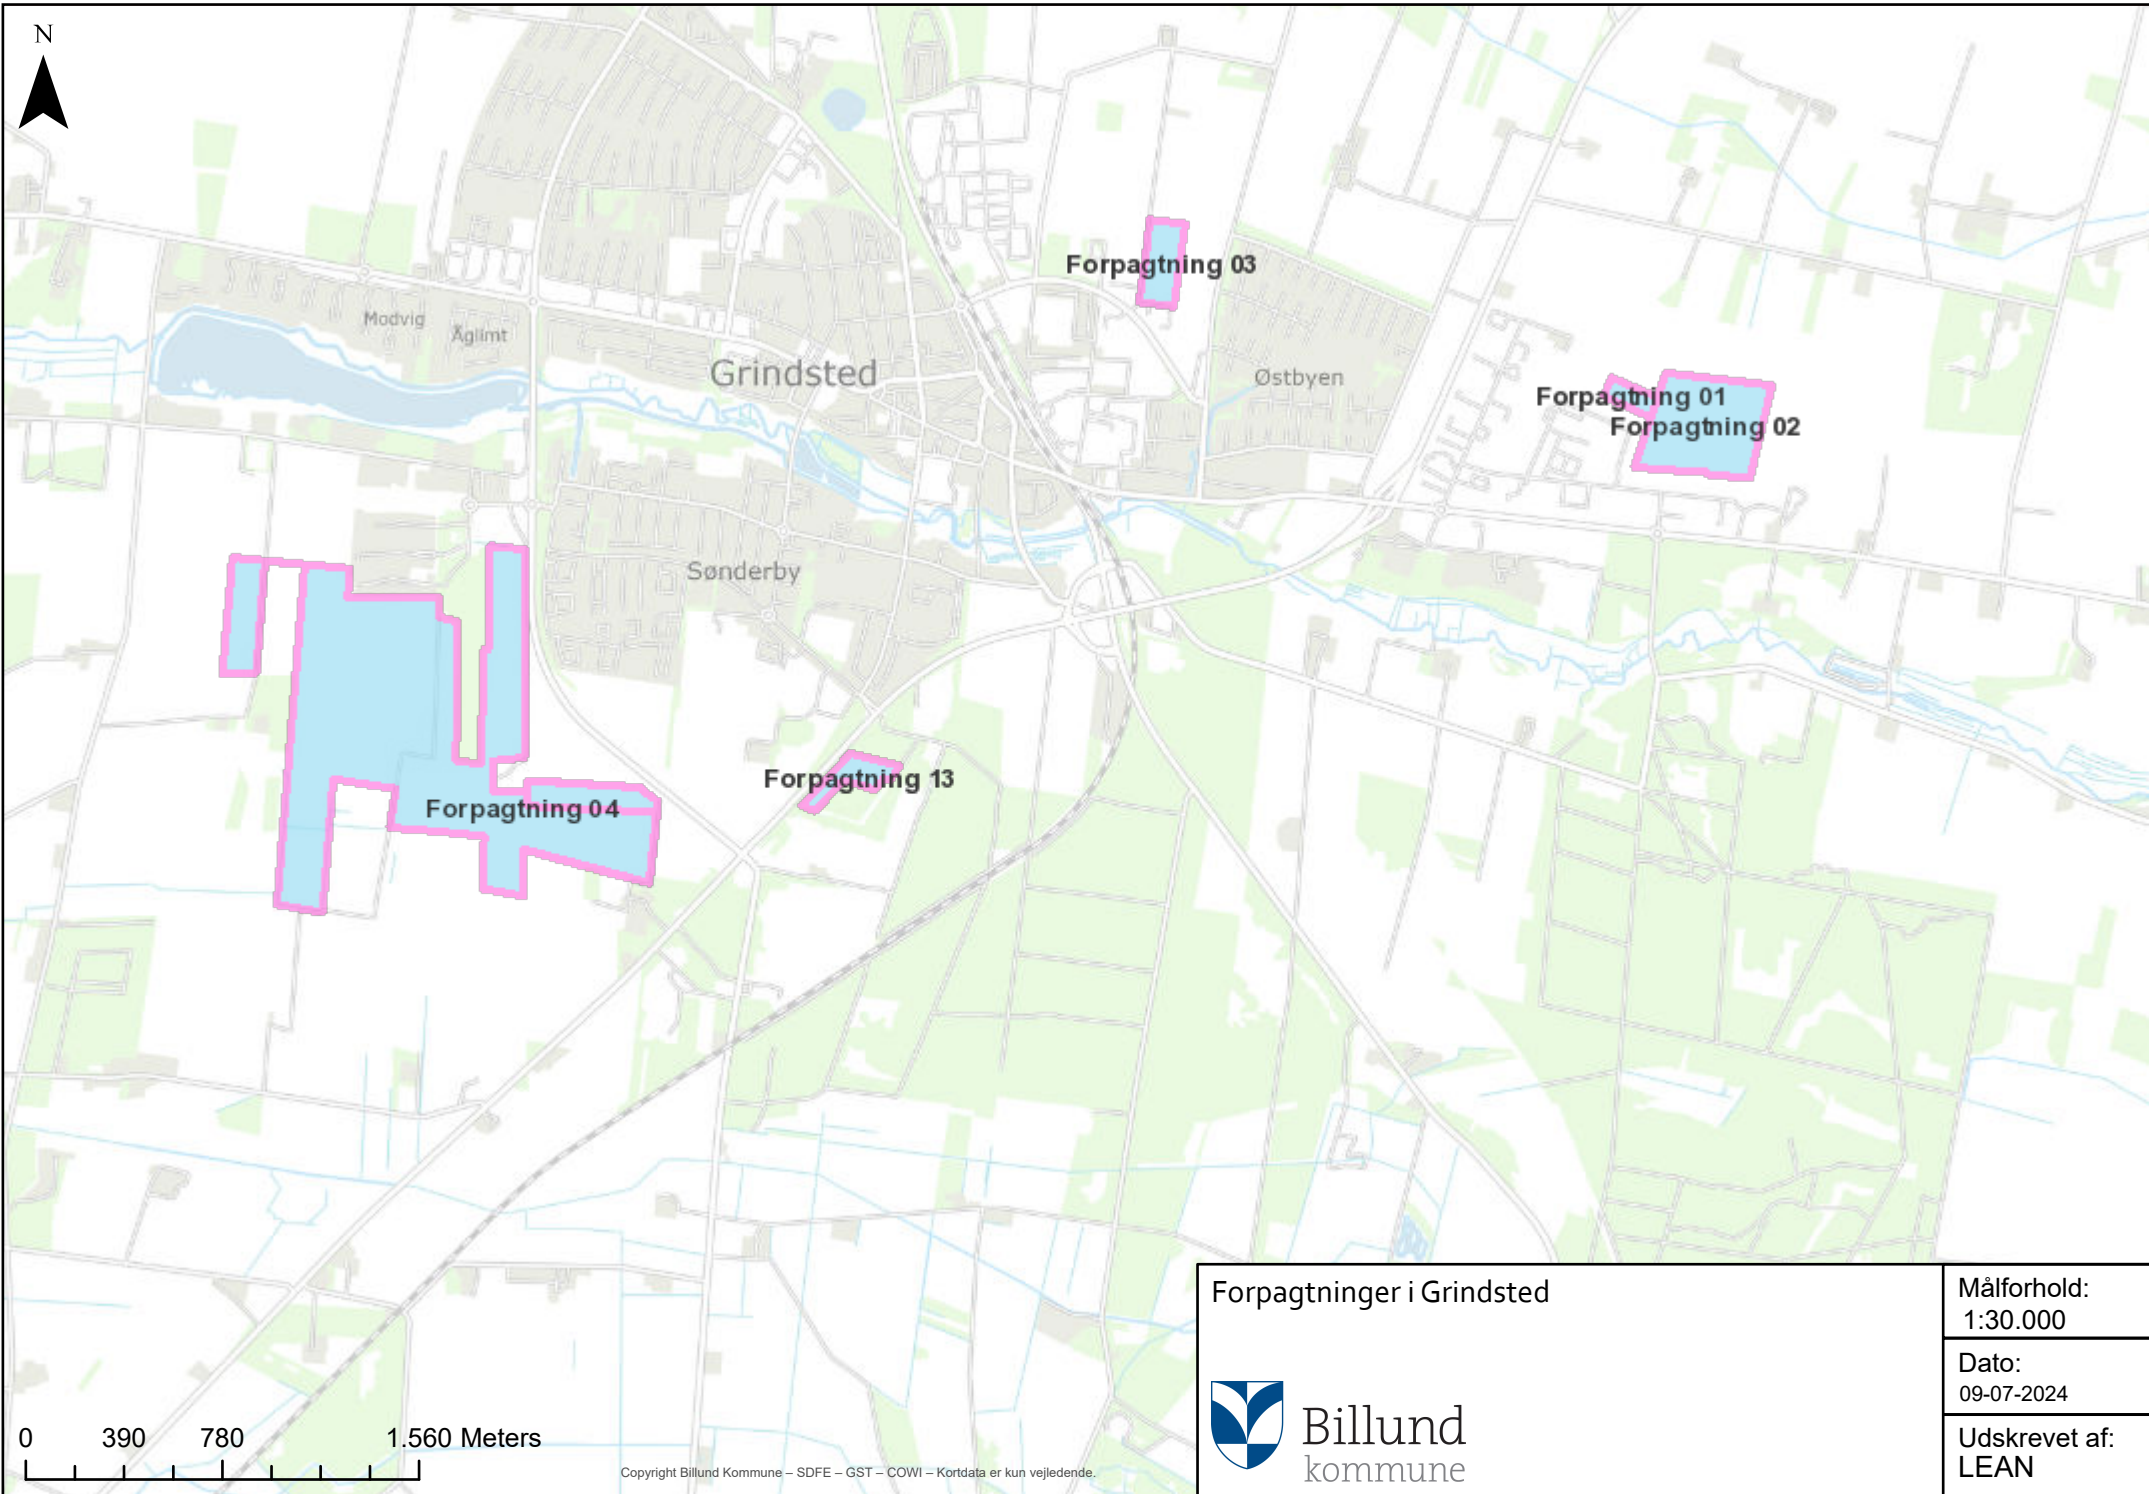 N
Forpagtning 03
Modvig
Åglimt
Grindsted
Østbyen
Forpagtning 01
Forpagtning 02
Sønderby
Forpagtning 13
Forpagtning 04
Forpagtninger i Grindsted
Målforhold:
1:30.000
Dato:
09-07-2024
Billund
kommune
Udskrevet af:
LEAN
0 390 780 1.560 Meters
Copyright Billund Kommune – SDFE – GST – COWI – Kortdata er kun vejledende.